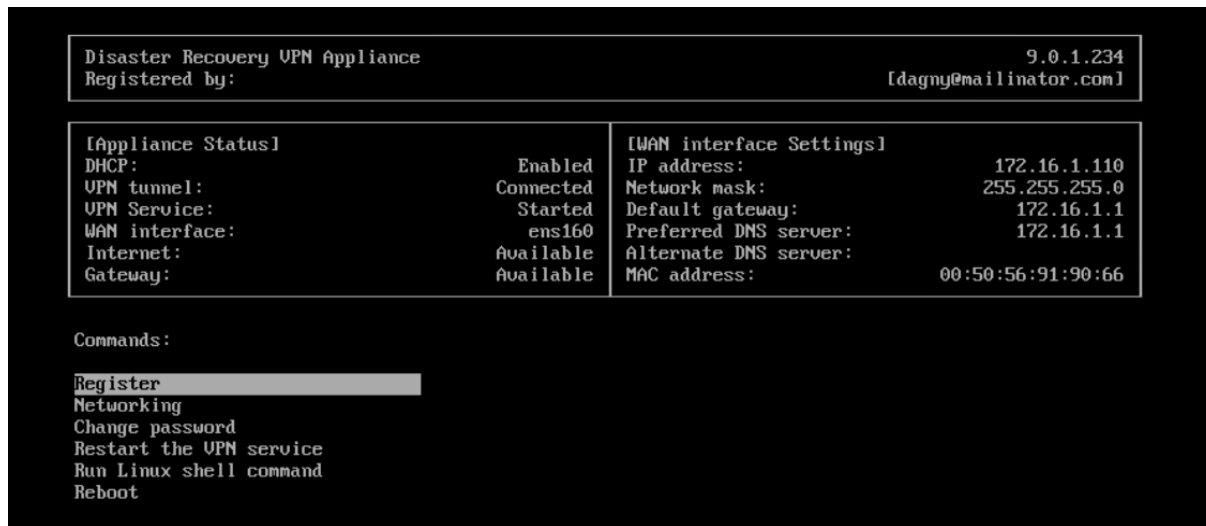 Disaster Recovery VPN Appliance 9.0.1.234
Registered by: [dagny@mailinator.com]
[Appliance Status]
DHCP: Enabled
VPN tunnel: Connected
VPN Service: Started
WAN interface: ens160
Internet: Available
Gateway: Available
[WAN interface Settings]
IP address: 172.16.1.110
Network mask: 255.255.255.0
Default gateway: 172.16.1.1
Preferred DNS server: 172.16.1.1
Alternate DNS server:
MAC address: 00:50:56:91:90:66
Commands:
Register
Networking
Change password
Restart the VPN service
Run Linux shell command
Reboot